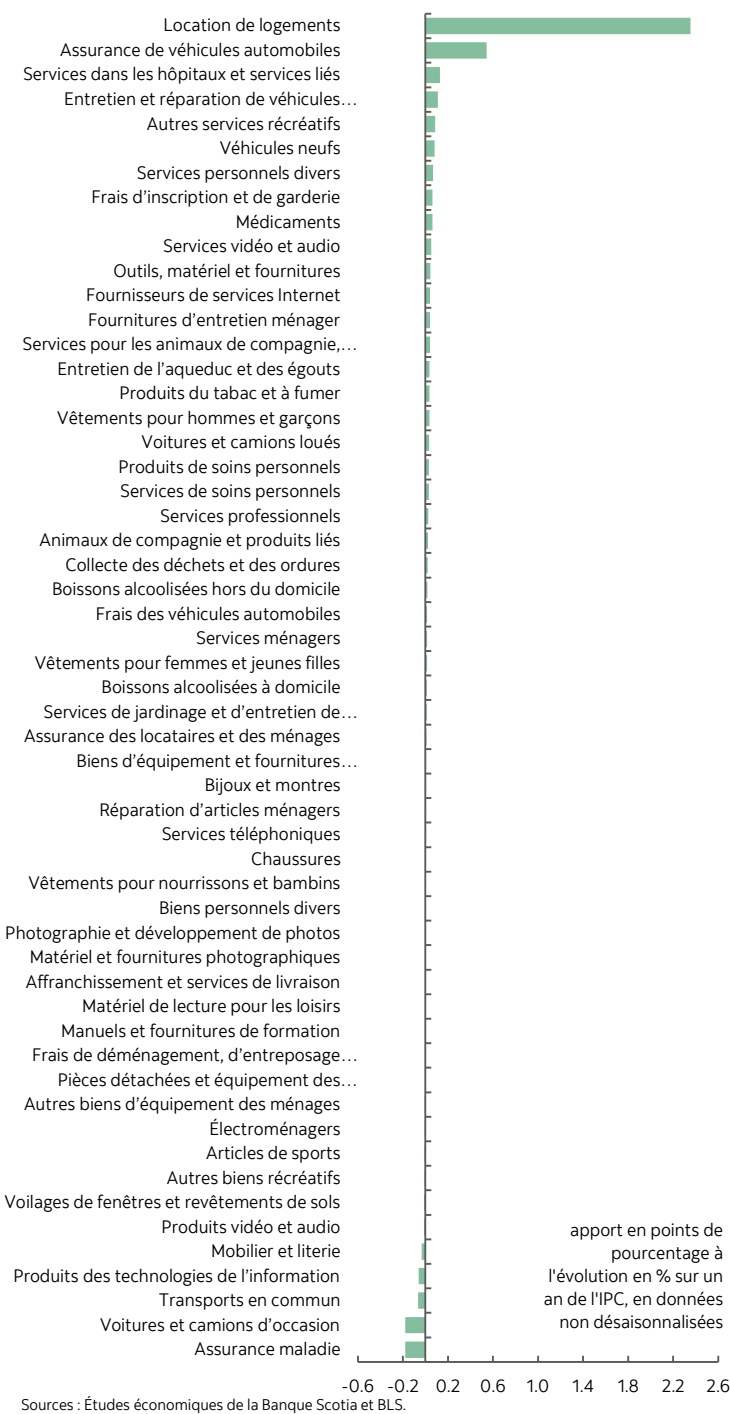 Location de logements
Assurance de véhicules automobiles
Services dans les hôpitaux et services liés
Entretien et réparation de véhicules…
Autres services récréatifs
Véhicules neufs
Services personnels divers
Frais d'inscription et de garderie
Médicaments
Services vidéo et audio
Outils, matériel et fournitures
Fournisseurs de services Internet
Fournitures d'entretien ménager
Services pour les animaux de compagnie,…
Entretien de l'aqueduc et des égouts
Produits du tabac et à fumer
Vêtements pour hommes et garçons
Voitures et camions loués
Produits de soins personnels
Services de soins personnels
Services professionnels
Animaux de compagnie et produits liés
Collecte des déchets et des ordures
Boissons alcoolisées hors du domicile
Frais des véhicules automobiles
Services ménagers
Vêtements pour femmes et jeunes filles
Boissons alcoolisées à domicile
Services de jardinage et d'entretien de…
Assurance des locataires et des ménages
Biens d'équipement et fournitures…
Bijoux et montres
Réparation d'articles ménagers
Services téléphoniques
Chaussures
Vêtements pour nourrissons et bambins
Biens personnels divers
Photographie et développement de photos
Matériel et fournitures photographiques
Affranchissement et services de livraison
Matériel de lecture pour les loisirs
Manuels et fournitures de formation
Frais de déménagement, d'entreposage…
Pièces détachées et équipement des…
Autres biens d'équipement des ménages
Électroménagers
Articles de sports
Autres biens récréatifs
Voilages de fenêtres et revêtements de sols
Produits vidéo et audio
Mobilier et literie
Produits des technologies de l'information
Transports en commun
Voitures et camions d'occasion
Assurance maladie
apport en points de
pourcentage à
l'évolution en % sur un
an de l'IPC, en données
non désaisonnalisées
-0.6 -0.2 0.2 0.6 1.0 1.4 1.8 2.2 2.6
Sources : Études économiques de la Banque Scotia et BLS.